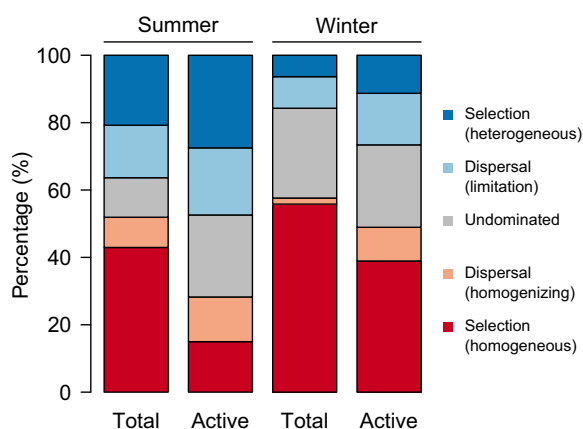 Summer Winter
100
80
60
40
20
0
Percentage (%)
Total Active Total Active
Selection
(heterogeneous)
Dispersal
(limitation)
Undominated
Dispersal
(homogenizing)
Selection
(homogeneous)